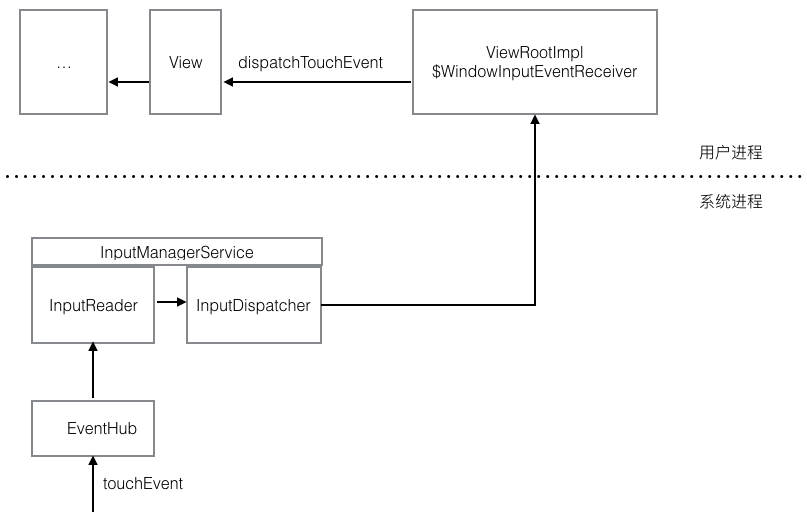 ...
View
dispatchTouchEvent
ViewRootImpl
$WindowInputEventReceiver
用户进程
系统进程
InputManagerService
InputReader
InputDispatcher
EventHub
touchEvent